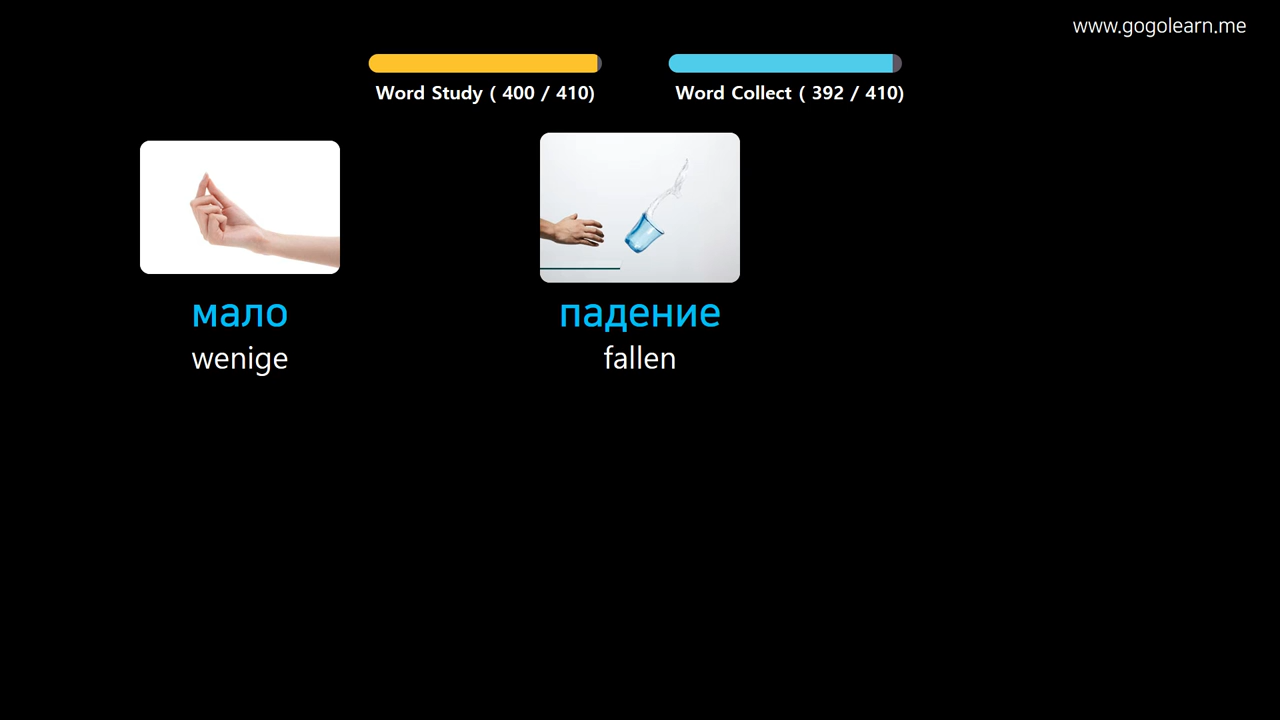 www.gogolearn.me
Word Study ( 400 / 410)
Word Collect ( 392 / 410)
мало
wenige
падение
fallen